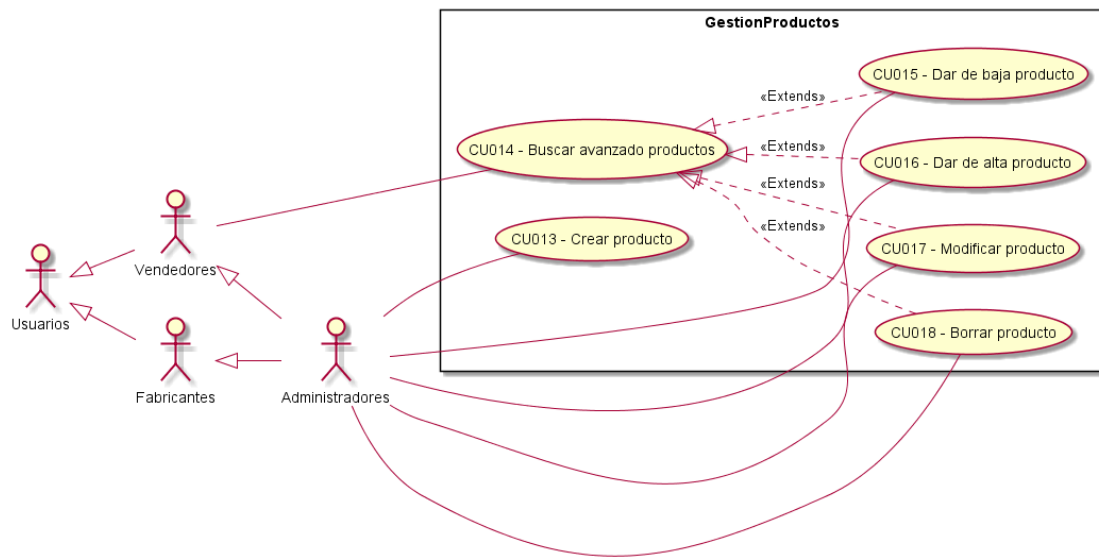 GestionProductos
CU015 - Dar de baja producto
«Extends»
CU014 - Buscar avanzado productos
«Extends»
CU016 - Dar de alta producto
«Extends»
«Extends»
CU013 - Crear producto
CU017 - Modificar producto
Vendedores
Usuarios
CU018 - Borrar producto
Fabricantes
Administradores